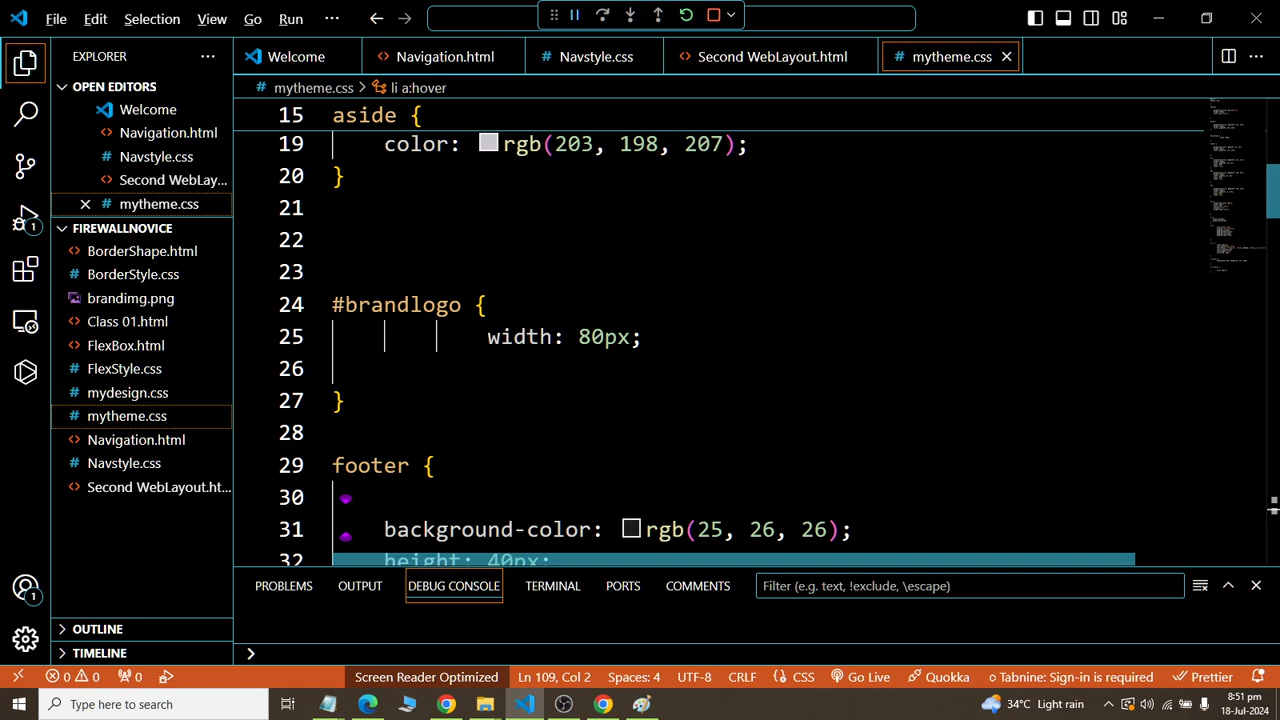 File Edit Selection View Go Run ···
EXPLORER ···
OPEN EDITORS
Welcome
Navigation.html
Navstyle.css
Second WebLay...
mytheme.css
FIREWALLNOVICE
BorderShape.html
BorderStyle.css
brandimg.png
Class 01.html
FlexBox.html
FlexStyle.css
mydesign.css
mytheme.css
Navigation.html
Navstyle.css
Second WebLayout.ht...
OUTLINE
TIMELINE
Welcome Navigation.html Navstyle.css Second WebLayout.html mytheme.css
mytheme.css > li a:hover
15 aside {
19 color: rgb(203, 198, 207);
20 }
21
22
23
24 #brandlogo {
25 width: 80px;
26
27 }
28
29 footer {
30
31 background-color: rgb(25, 26, 26);
32 height: 40px;
PROBLEMS OUTPUT DEBUG CONSOLE TERMINAL PORTS COMMENTS Filter (e.g. text, !exclude, \escape)
0 0 0 Screen Reader Optimized Ln 109, Col 2 Spaces: 4 UTF-8 CRLF {} CSS Go Live Quokka Tabnine: Sign-in is required Prettier
Type here to search 34°C Light rain 8:51 pm
18-Jul-2024